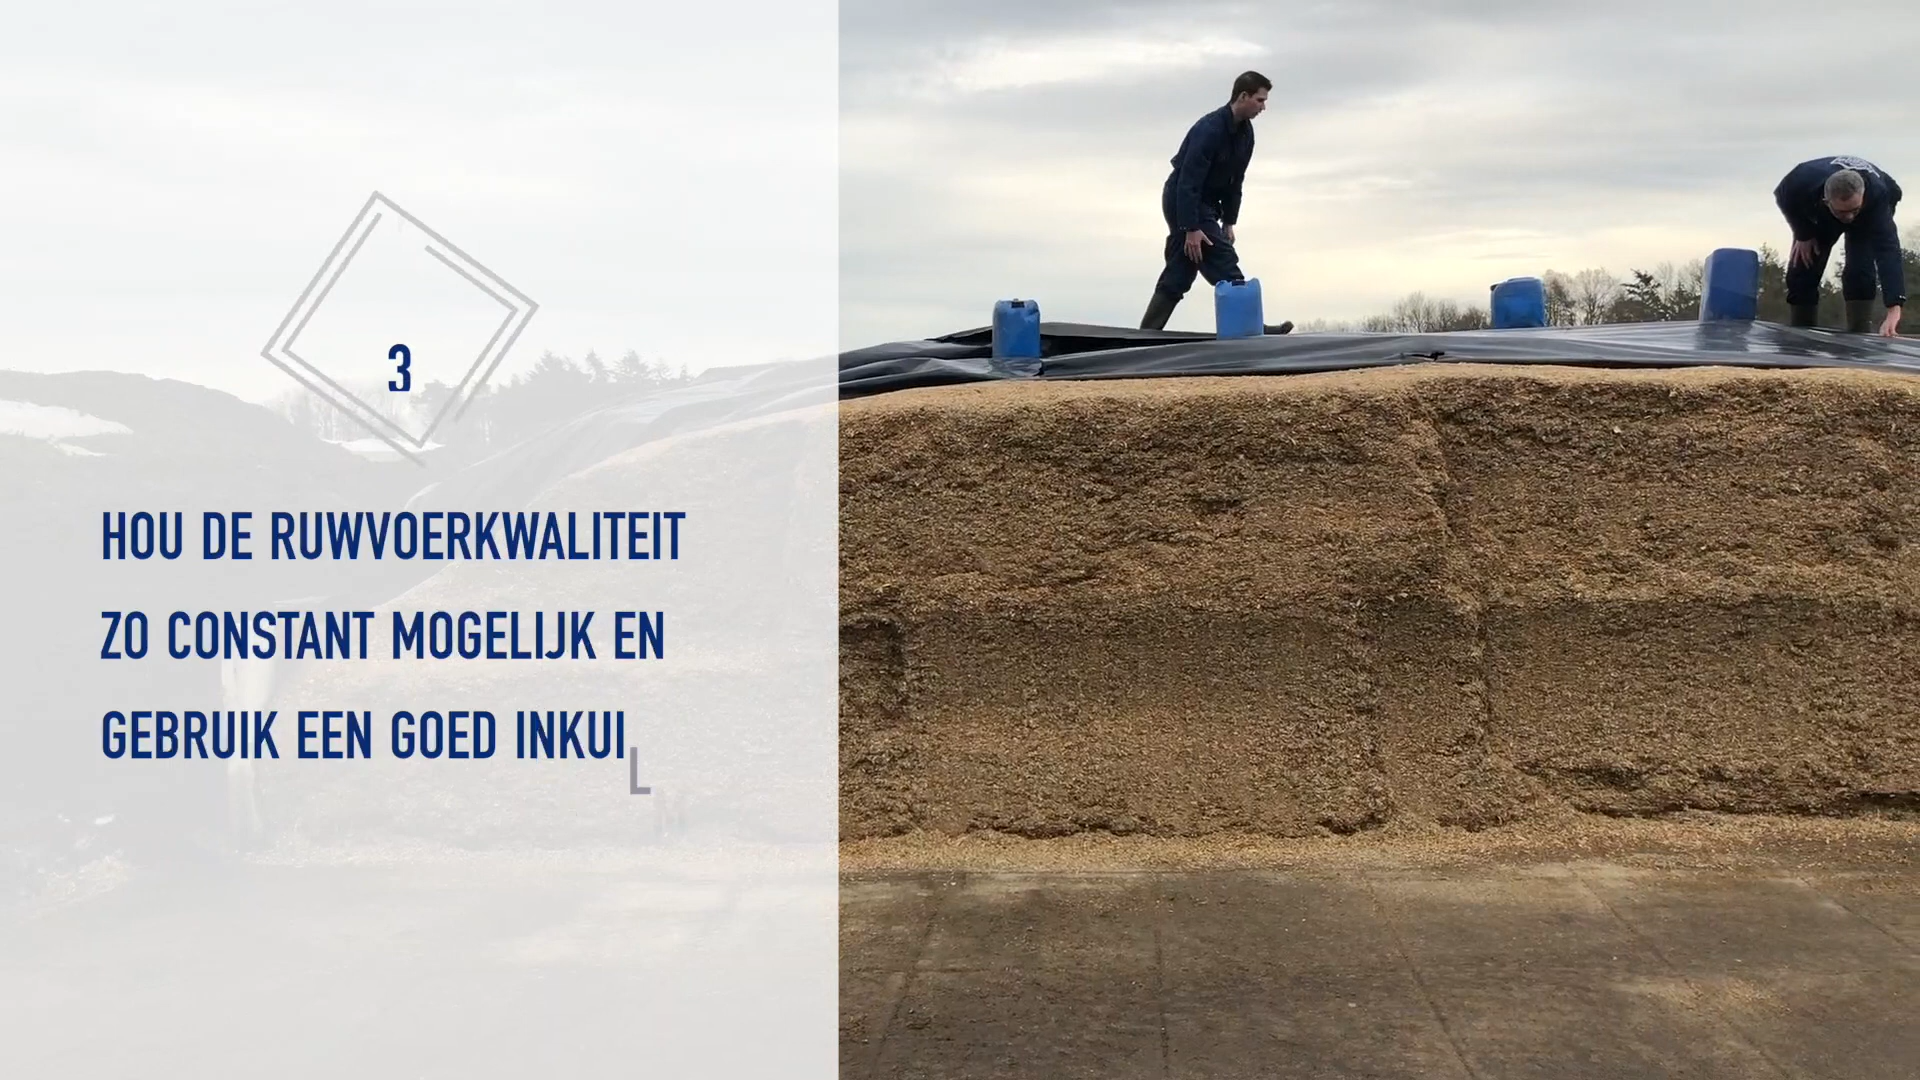 3
HOU DE RUWVOERKWALITEIT
ZO CONSTANT MOGELIJK EN
GEBRUIK EEN GOED INKUIL